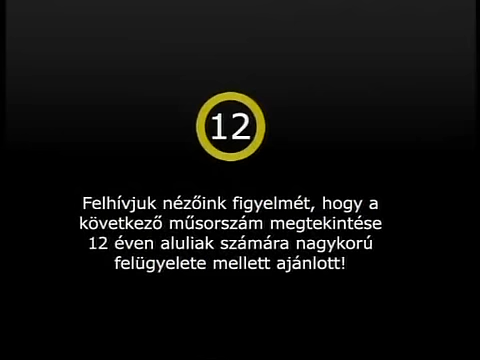 12
Felhívjuk nézőink figyelmét, hogy a
következő műsorszám megtekintése
12 éven aluliak számára nagykorú
felügyelete mellett ajánlott!